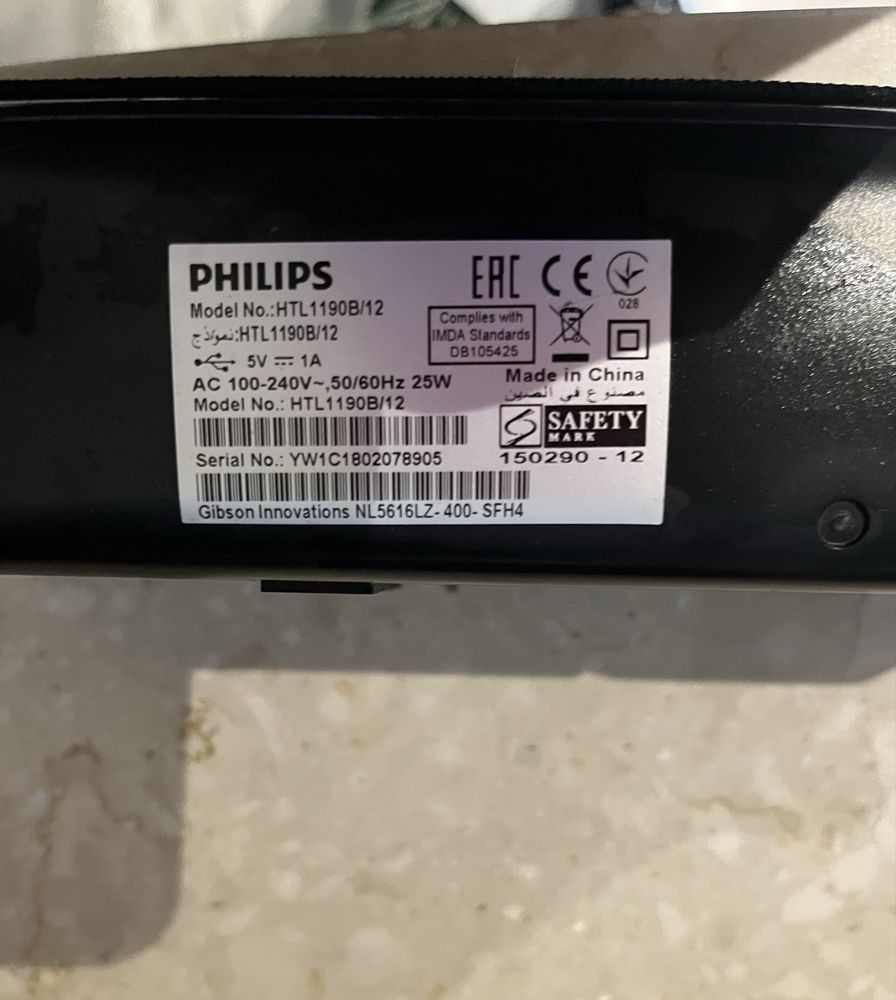 PHILIPS
EAC CE
028
Model No.:HTL1190B/12
نموذج:HTL1190B/12
Complies with
IMDA Standards
DB105425
5V ⎓ 1A
AC 100-240V~,50/60Hz 25W
Made in China
مصنوع في الصين
Model No.: HTL1190B/12
SAFETY
MARK
Serial No.: YW1C1802078905
150290 - 12
Gibson Innovations NL5616LZ-400-SFH4